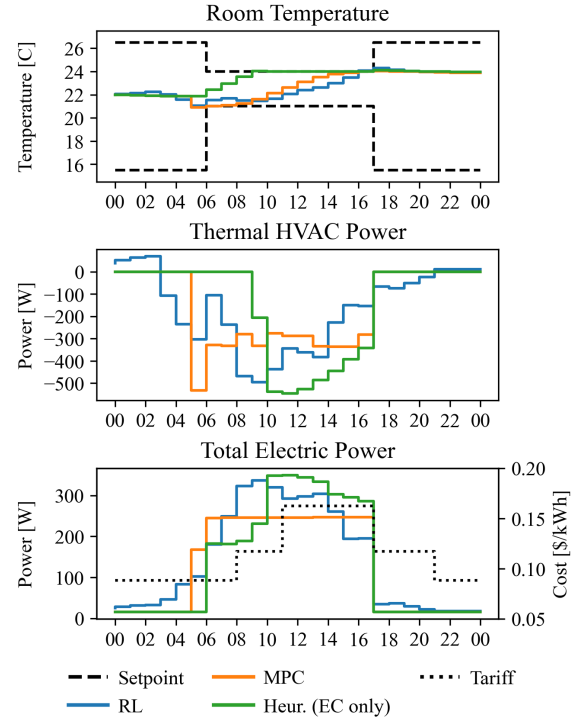 Room Temperature
Temperature [C]
26
24
22
20
18
16
00 02 04 06 08 10 12 14 16 18 20 22 00
Thermal HVAC Power
Power [W]
0
−100
−200
−300
−400
−500
00 02 04 06 08 10 12 14 16 18 20 22 00
Total Electric Power
Power [W]
300
200
100
0
0.20
0.15
0.10
0.05
Cost [$/kWh]
00 02 04 06 08 10 12 14 16 18 20 22 00
Setpoint MPC Tariff
RL Heur. (EC only)